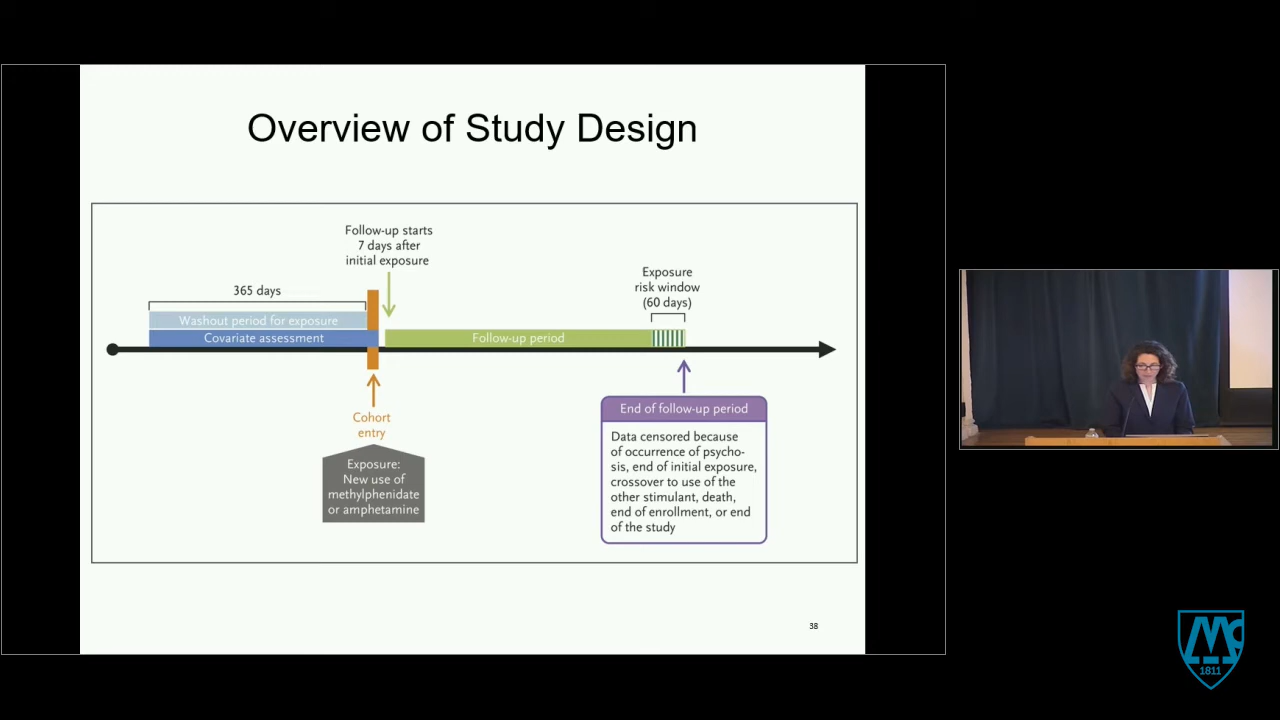 Overview of Study Design
Follow-up starts
7 days after
initial exposure
365 days
Washout period for exposure
Covariate assessment
Follow-up period
Exposure
risk window
(60 days)
Cohort
entry
Exposure:
New use of
methylphenidate
or amphetamine
End of follow-up period
Data censored because
of occurrence of psycho-
sis, end of initial exposure,
crossover to use of the
other stimulant, death,
end of enrollment, or end
of the study
38
Mc
1811